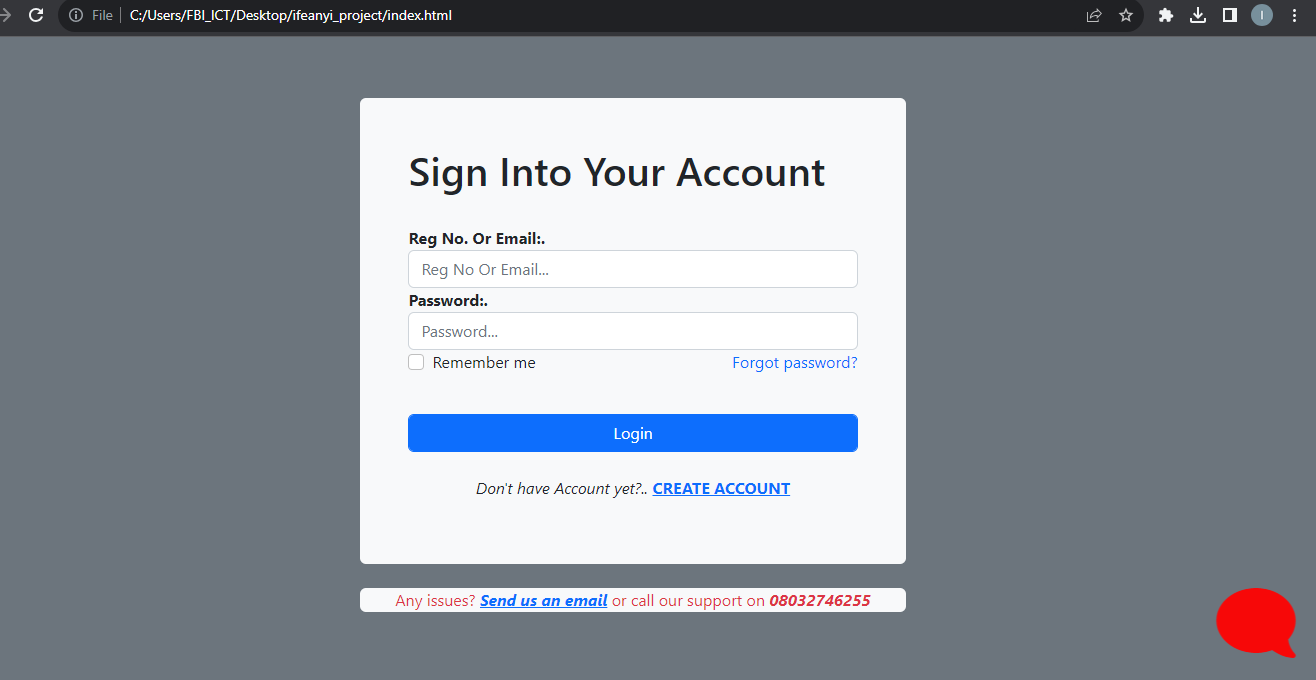 File C:/Users/FBI_ICT/Desktop/ifeanyi_project/index.html
I
Sign Into Your Account
Reg No. Or Email:.
Reg No Or Email...
Password:.
Password...
Remember me Forgot password?
Login
Don't have Account yet?.. CREATE ACCOUNT
Any issues? Send us an email or call our support on 08032746255